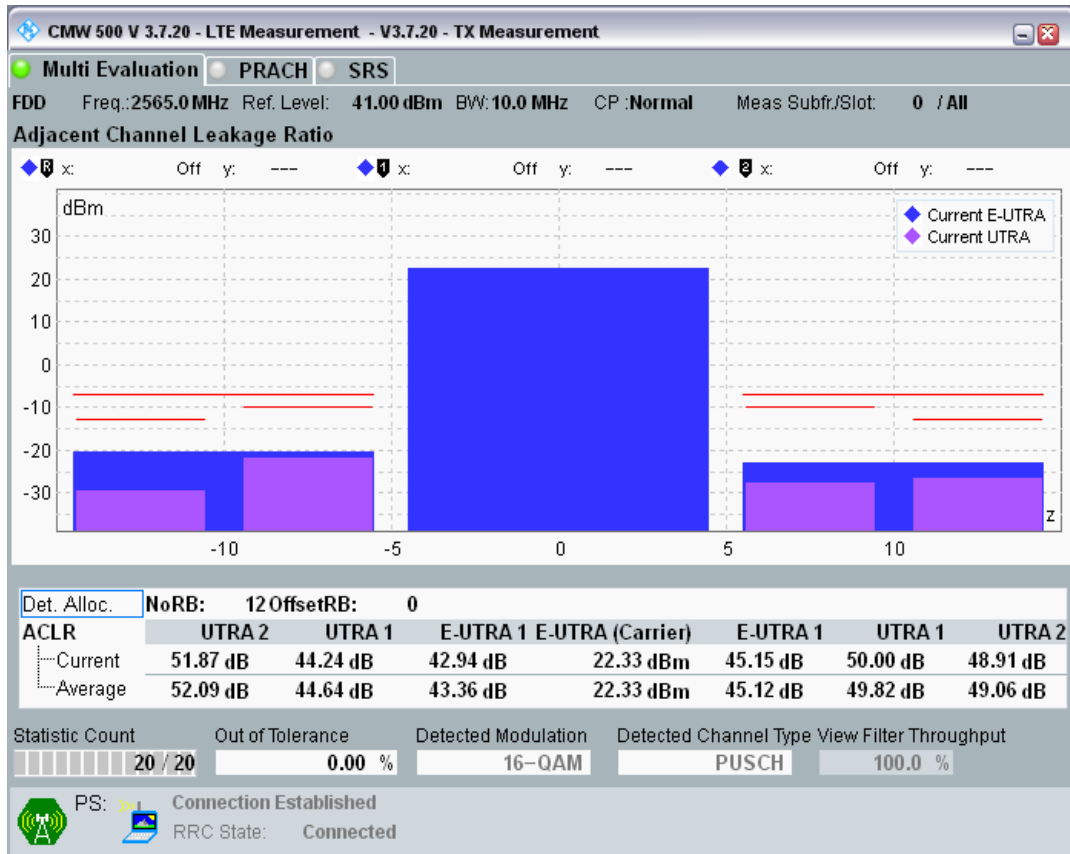 CMW 500 V 3.7.20 - LTE Measurement - V3.7.20 - TX Measurement
Multi Evaluation PRACH SRS
FDD Freq.:2565.0 MHz Ref. Level: 41.00 dBm BW: 10.0 MHz CP :Normal Meas Subfr./Slot: 0 / All
Adjacent Channel Leakage Ratio
R x: Off y: --- 1 x: Off y: --- 2 x: Off y: ---
dBm
Current E-UTRA
Current UTRA
30
20
10
0
-10
-20
-30
z
-10 -5 0 5 10
Det. Alloc. NoRB: 12 OffsetRB: 0
ACLR UTRA 2 UTRA 1 E-UTRA 1 E-UTRA (Carrier) E-UTRA 1 UTRA 1 UTRA 2
Current 51.87 dB 44.24 dB 42.94 dB 22.33 dBm 45.15 dB 50.00 dB 48.91 dB
Average 52.09 dB 44.64 dB 43.36 dB 22.33 dBm 45.12 dB 49.82 dB 49.06 dB
Statistic Count Out of Tolerance Detected Modulation Detected Channel Type View Filter Throughput
20 / 20 0.00 % 16-QAM PUSCH 100.0 %
PS: Connection Established
RRC State: Connected